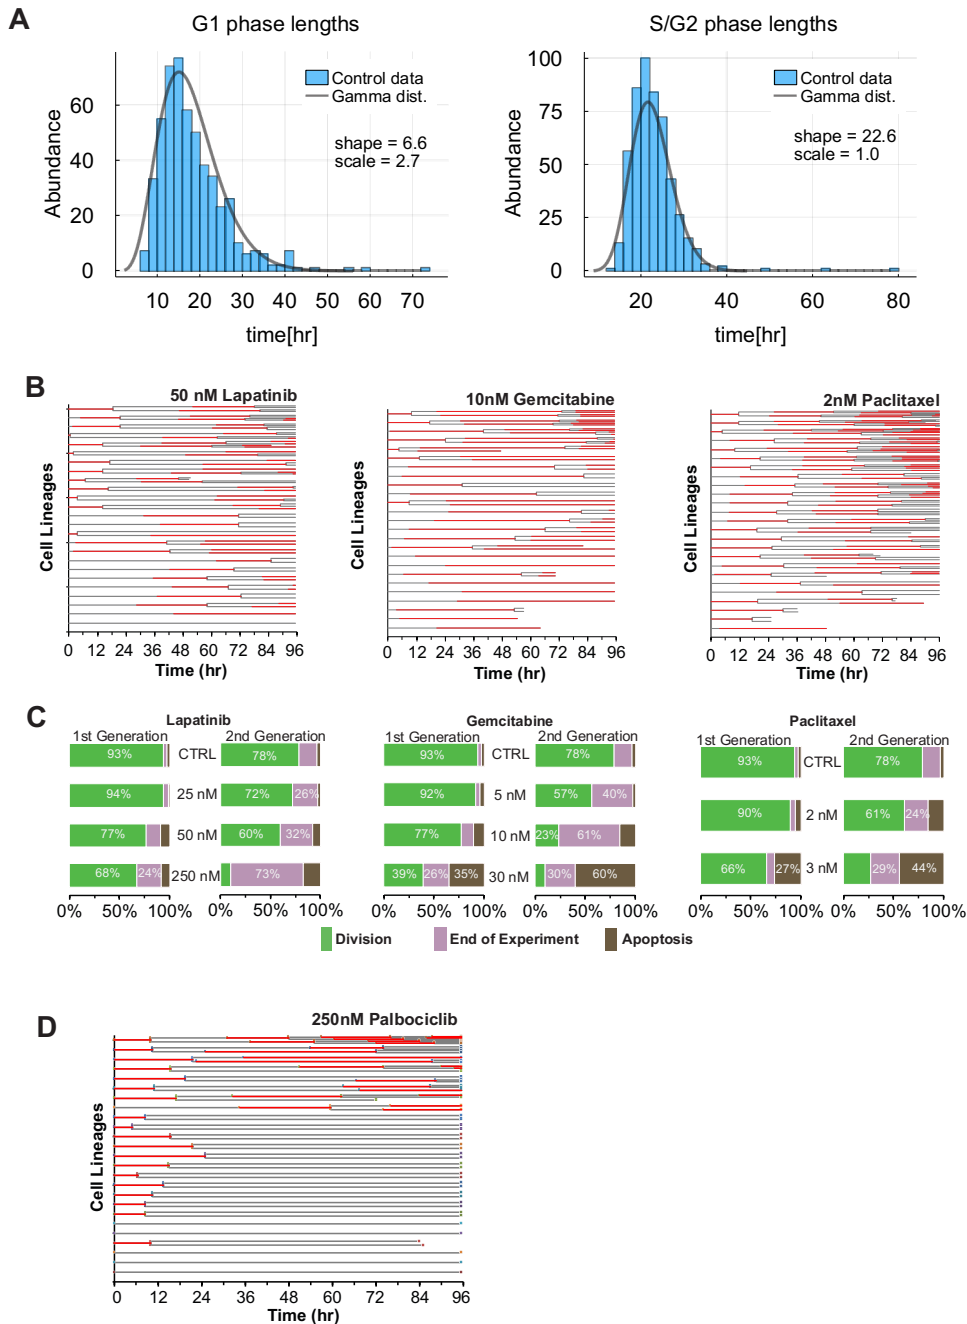 A
G1 phase lengths
S/G2 phase lengths
Abundance
60
40
20
0
Control data
Gamma dist.
shape = 6.6
scale = 2.7
10 20 30 40 50 60 70
time[hr]
Abundance
100
75
50
25
0
Control data
Gamma dist.
shape = 22.6
scale = 1.0
20 40 60 80
time[hr]
B
50 nM Lapatinib
10nM Gemcitabine
2nM Paclitaxel
Cell Lineages
Cell Lineages
Cell Lineages
0 12 24 36 48 60 72 84 96
0 12 24 36 48 60 72 84 96
0 12 24 36 48 60 72 84 96
Time (hr)
Time (hr)
Time (hr)
C
Lapatinib
1st Generation 2nd Generation
93% CTRL 78%
94% 25 nM 72% 26%
77% 50 nM 60% 32%
68% 24% 250 nM 73%
0% 50% 100% 0% 50% 100%
Gemcitabine
1st Generation 2nd Generation
93% CTRL 78%
92% 5 nM 57% 40%
77% 10 nM 23% 61%
39% 26% 35% 30 nM 30% 60%
0% 50% 100% 0% 50% 100%
Paclitaxel
1st Generation 2nd Generation
93% CTRL 78%
90% 2 nM 61% 24%
66% 27% 3 nM 29% 44%
0% 50% 100% 0% 50% 100%
Division End of Experiment Apoptosis
D
250nM Palbociclib
Cell Lineages
0 12 24 36 48 60 72 84 96
Time (hr)